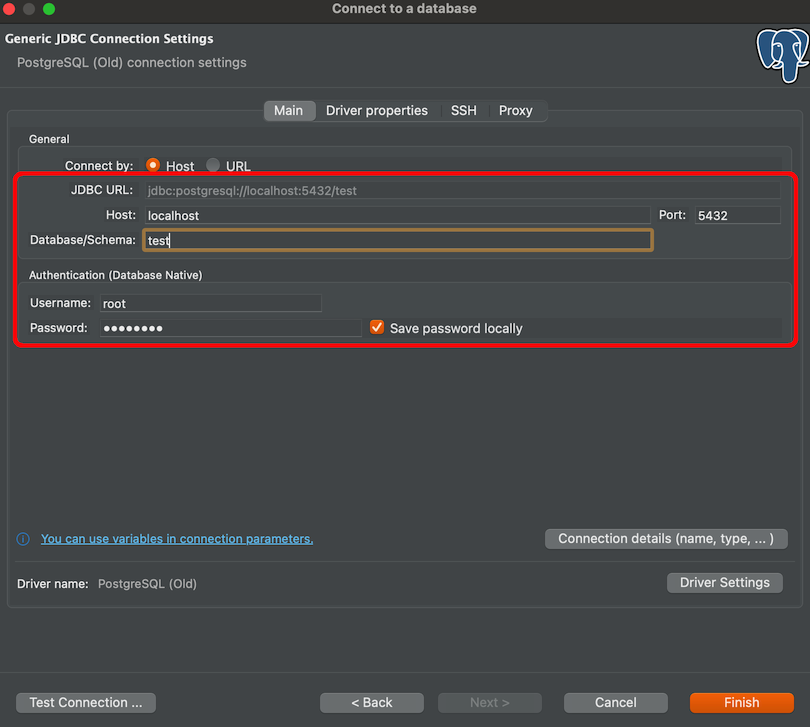 Connect to a database
Generic JDBC Connection Settings
PostgreSQL (Old) connection settings
Main Driver properties SSH Proxy
General
Connect by: Host URL
JDBC URL: jdbc:postgresql://localhost:5432/test
Host: localhost Port: 5432
Database/Schema: test
Authentication (Database Native)
Username: root
Password: •••••••• Save password locally
You can use variables in connection parameters. Connection details (name, type, ... )
Driver name: PostgreSQL (Old) Driver Settings
Test Connection ... < Back Next > Cancel Finish